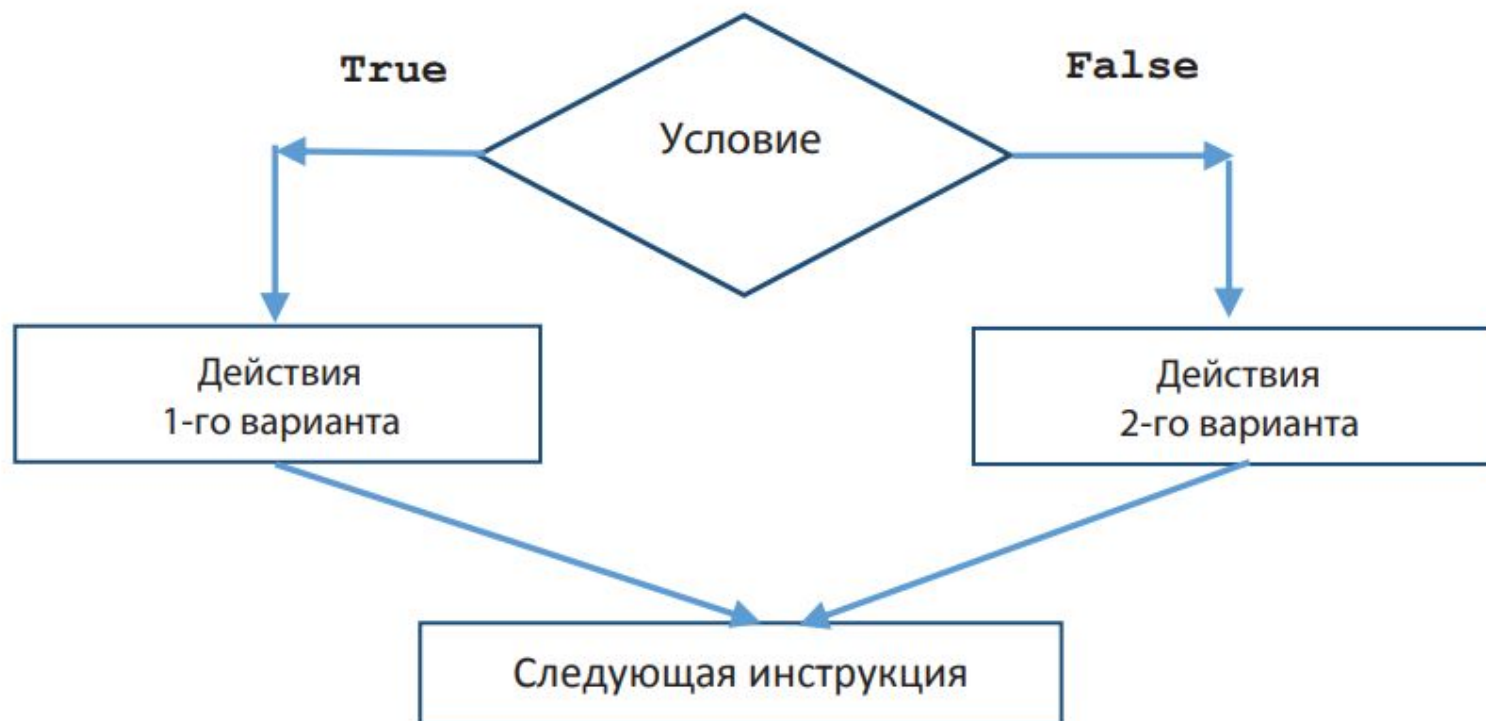 True
False
Условие
Действия
1-го варианта
Действия
2-го варианта
Следующая инструкция